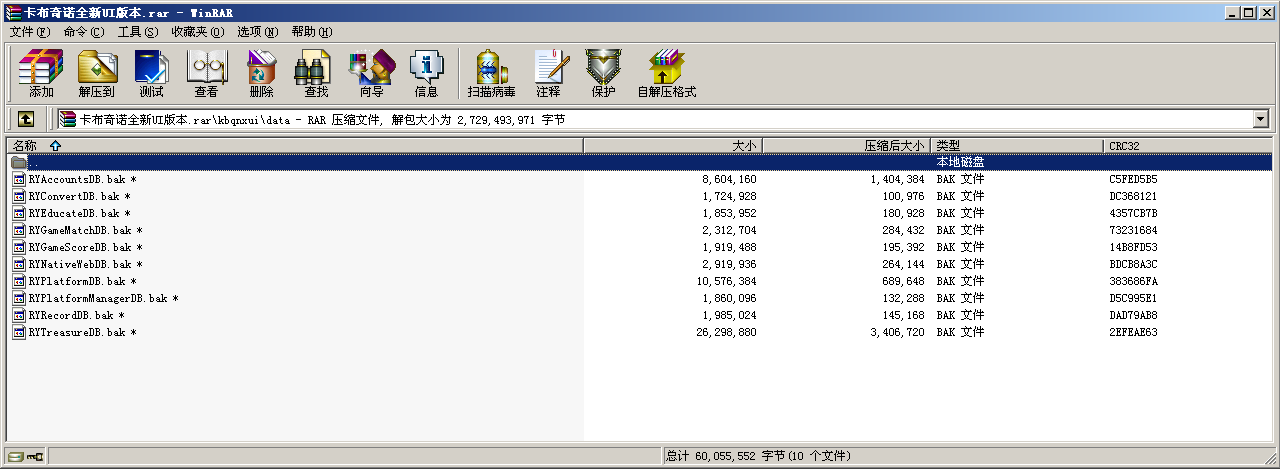 卡布奇诺全新UI版本.rar - WinRAR
文件(F) 命令(C) 工具(S) 收藏夹(O) 选项(N) 帮助(H)
添加 解压到 测试 查看 删除 查找 向导 信息 扫描病毒 注释 保护 自解压格式
卡布奇诺全新UI版本.rar\kbqnxui\data - RAR 压缩文件, 解包大小为 2,729,493,971 字节
名称 大小 压缩后大小 类型 CRC32
.. 本地磁盘
RYAccountsDB.bak * 8,604,160 1,404,384 BAK 文件 C5FED5B5
RYConvertDB.bak * 1,724,928 100,976 BAK 文件 DC368121
RYEducateDB.bak * 1,853,952 180,928 BAK 文件 4357CB7B
RYGameMatchDB.bak * 2,312,704 284,432 BAK 文件 73231684
RYGameScoreDB.bak * 1,919,488 195,392 BAK 文件 14B8FD53
RYNativeWebDB.bak * 2,919,936 264,144 BAK 文件 BDCB8A3C
RYPlatformDB.bak * 10,576,384 689,648 BAK 文件 383686FA
RYPlatformManagerDB.bak * 1,860,096 132,288 BAK 文件 D5C995E1
RYRecordDB.bak * 1,985,024 145,168 BAK 文件 DAD79AB8
RYTreasureDB.bak * 26,298,880 3,406,720 BAK 文件 2EFEAE63
总计 60,055,552 字节(10 个文件)